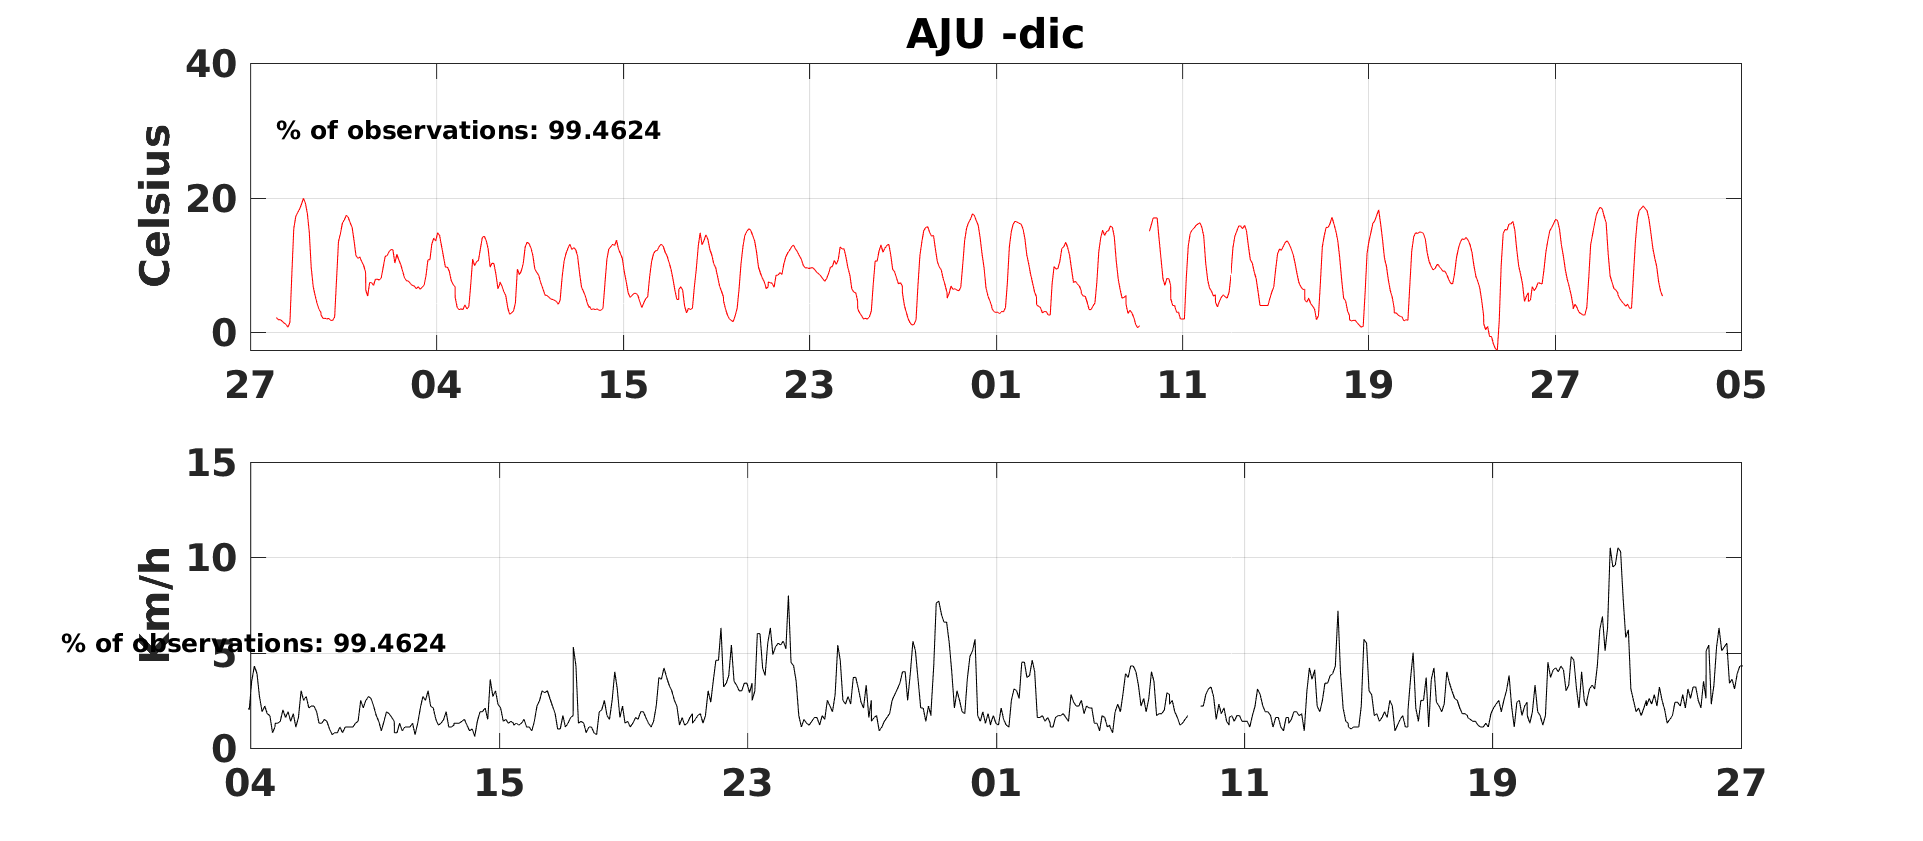 AJU -dic
40
20
0
Celsius
% of observations: 99.4624
27 04 15 23 01 11 19 27 05
15
10
5
0
Km/h
% of observations: 99.4624
04 15 23 01 11 19 27